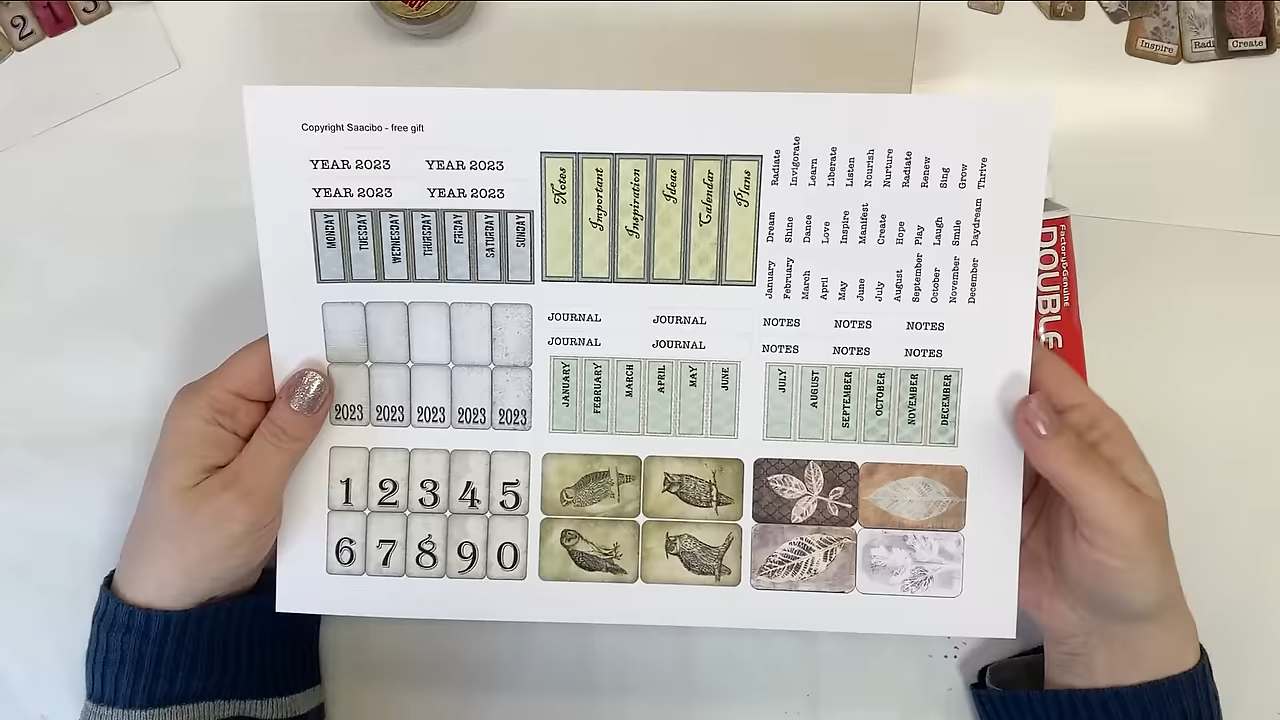 2 1 3
Inspire
Create
Copyright Saacibo - free gift
YEAR 2023 YEAR 2023
YEAR 2023 YEAR 2023
MONDAY
TUESDAY
WEDNESDAY
THURSDAY
FRIDAY
SATURDAY
SUNDAY
Notes
Important
Inspiration
Ideas
Calendar
Plans
Radiate
Invigorate
Learn
Liberate
Listen
Nourish
Nurture
Radiate
Renew
Sing
Grow
Thrive
Dream
Shine
Dance
Love
Inspire
Manifest
Create
Hope
Play
Laugh
Smile
Daydream
January
February
March
April
May
June
July
August
September
October
November
December
JOURNAL JOURNAL
JOURNAL JOURNAL
NOTES NOTES NOTES
NOTES NOTES NOTES
2023 2023 2023 2023 2023
JANUARY
FEBRUARY
MARCH
APRIL
MAY
JUNE
JULY
AUGUST
SEPTEMBER
OCTOBER
NOVEMBER
DECEMBER
1 2 3 4 5
6 7 8 9 0
Factory-Genuine
DOUBLE